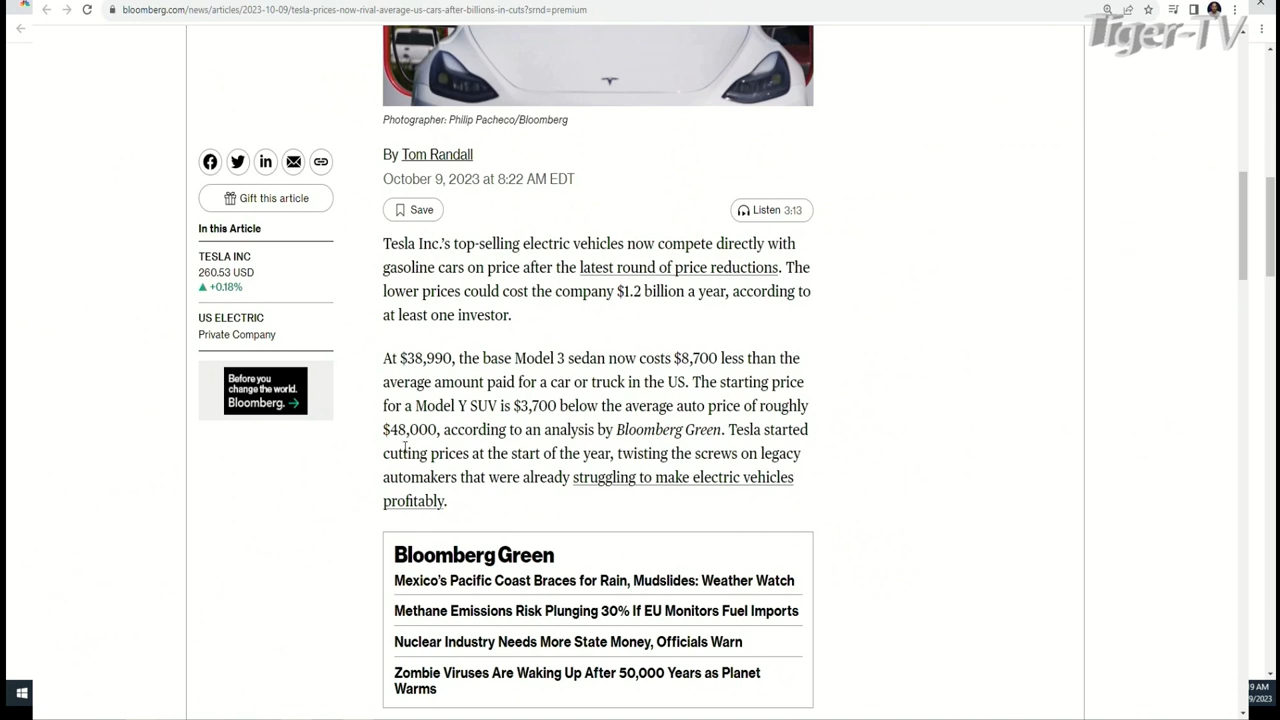 bloomberg.com/news/articles/2023-10-09/tesla-prices-now-rival-average-us-cars-after-billions-in-cuts?srnd=premium
Tiger-TV
Photographer: Philip Pacheco/Bloomberg
By Tom Randall
October 9, 2023 at 8:22 AM EDT
Gift this article
Save
Listen 3:13
In this Article
TESLA INC
260.53 USD
+0.18%
US ELECTRIC
Private Company
Before you
change the world.
Bloomberg.
Tesla Inc.’s top-selling electric vehicles now compete directly with
gasoline cars on price after the latest round of price reductions. The
lower prices could cost the company $1.2 billion a year, according to
at least one investor.
At $38,990, the base Model 3 sedan now costs $8,700 less than the
average amount paid for a car or truck in the US. The starting price
for a Model Y SUV is $3,700 below the average auto price of roughly
$48,000, according to an analysis by Bloomberg Green. Tesla started
cutting prices at the start of the year, twisting the screws on legacy
automakers that were already struggling to make electric vehicles
profitably.
Bloomberg Green
Mexico’s Pacific Coast Braces for Rain, Mudslides: Weather Watch
Methane Emissions Risk Plunging 30% If EU Monitors Fuel Imports
Nuclear Industry Needs More State Money, Officials Warn
Zombie Viruses Are Waking Up After 50,000 Years as Planet
Warms
9 AM
9/2023